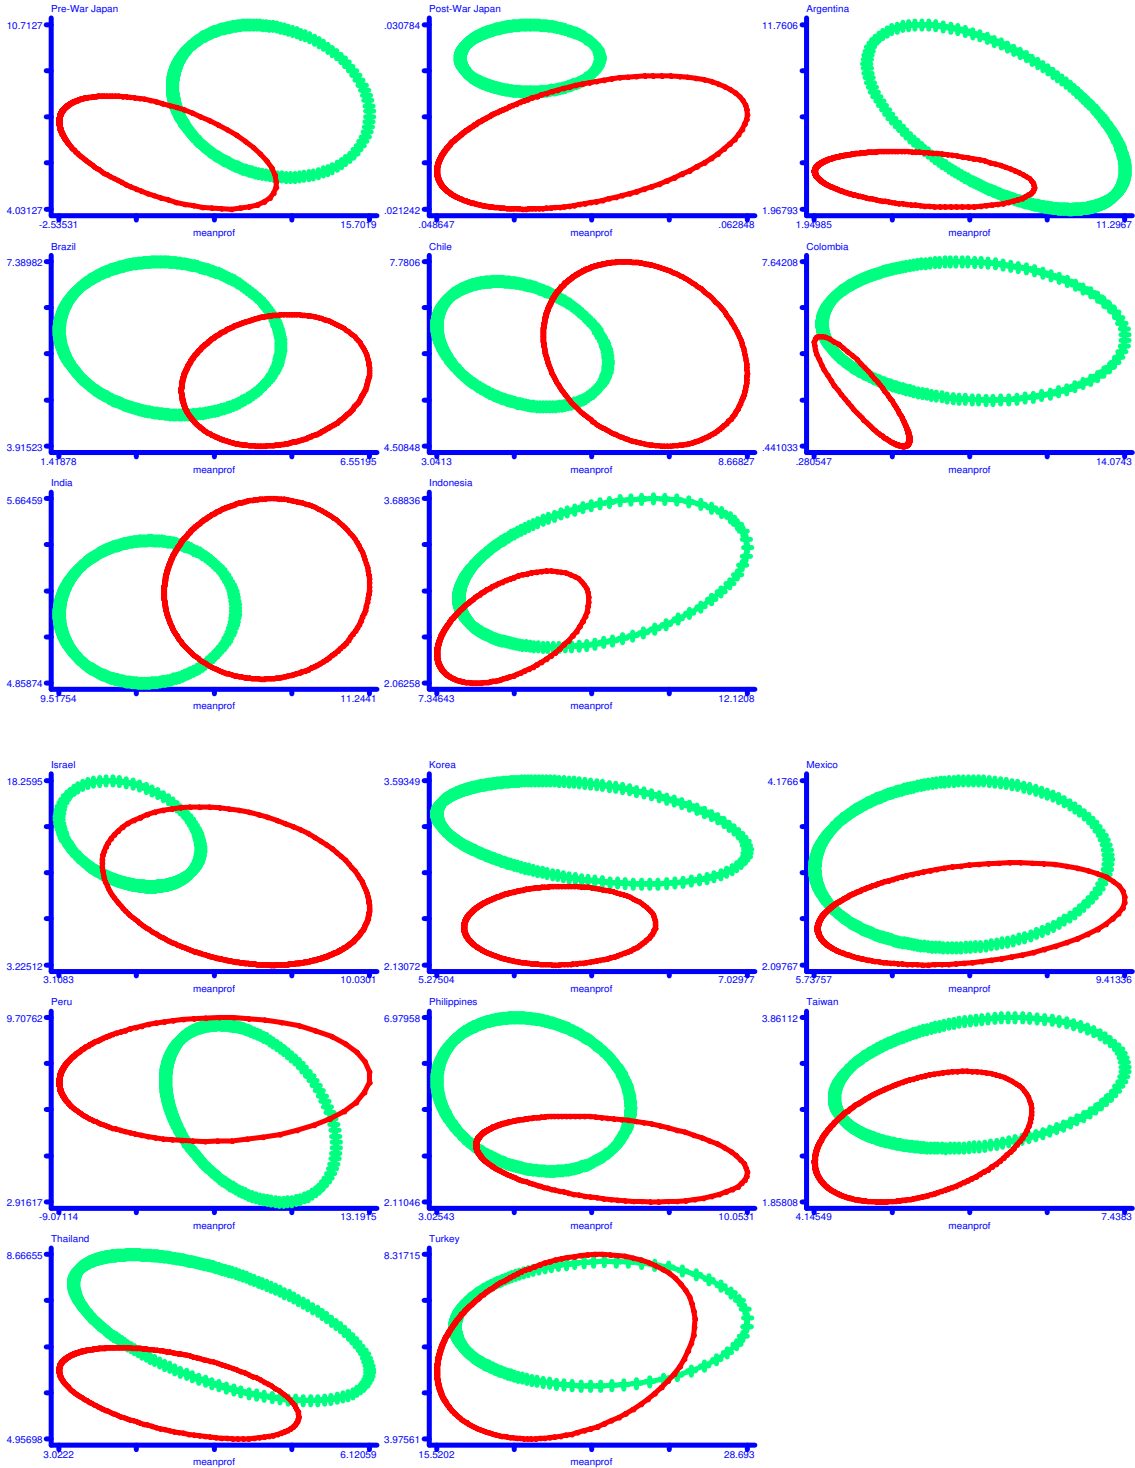 Pre-War Japan
10.7127
4.03127
-2.53531
15.7019
meanprof
Post-War Japan
.030784
.021242
.048647
.062848
meanprof
Argentina
11.7606
1.96793
1.94985
11.2967
meanprof
Brazil
7.38982
3.91523
1.41878
6.55195
meanprof
Chile
7.7806
4.50848
3.0413
8.66827
meanprof
Colombia
7.64208
.441033
.280547
14.0743
meanprof
India
5.66459
4.85874
9.51754
11.2441
meanprof
Indonesia
3.68836
2.06258
7.34643
12.1208
meanprof
Israel
18.2595
3.22512
3.1083
10.0301
meanprof
Korea
3.59349
2.13072
5.27504
7.02977
meanprof
Mexico
4.1766
2.09767
5.73757
9.41336
meanprof
Peru
9.70762
2.91617
-9.07114
13.1915
meanprof
Philippines
6.97958
2.11046
3.02543
10.0531
meanprof
Taiwan
3.86112
1.85808
4.14549
7.4383
meanprof
Thailand
8.66655
4.95698
3.0222
6.12059
meanprof
Turkey
8.31715
3.97561
15.5202
28.693
meanprof